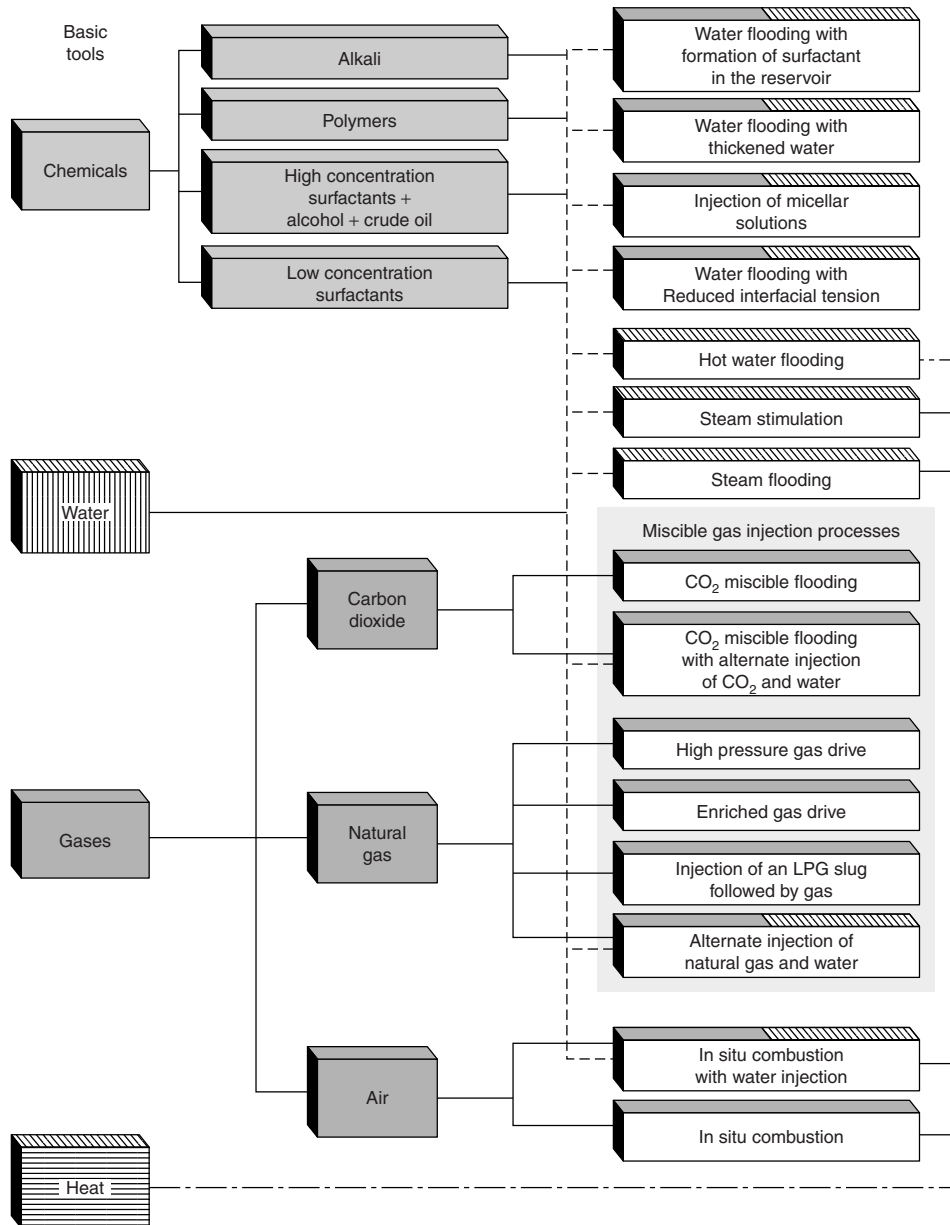 Basic
tools
Chemicals
Alkali
Polymers
High concentration
surfactants +
alcohol + crude oil
Low concentration
surfactants
Water flooding with
formation of surfactant
in the reservoir
Water flooding with
thickened water
Injection of micellar
solutions
Water flooding with
Reduced interfacial tension
Hot water flooding
Steam stimulation
Steam flooding
Water
Miscible gas injection processes
Carbon
dioxide
CO₂ miscible flooding
CO₂ miscible flooding
with alternate injection
of CO₂ and water
Gases
Natural
gas
High pressure gas drive
Enriched gas drive
Injection of an LPG slug
followed by gas
Alternate injection of
natural gas and water
Air
In situ combustion
with water injection
In situ combustion
Heat